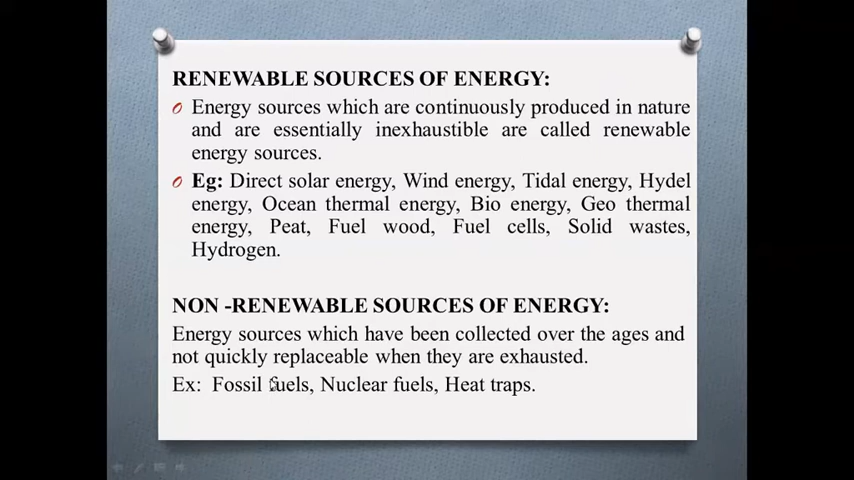 RENEWABLE SOURCES OF ENERGY:
Energy sources which are continuously produced in nature
and are essentially inexhaustible are called renewable
energy sources.
Eg: Direct solar energy, Wind energy, Tidal energy, Hydel
energy, Ocean thermal energy, Bio energy, Geo thermal
energy, Peat, Fuel wood, Fuel cells, Solid wastes,
Hydrogen.
NON -RENEWABLE SOURCES OF ENERGY:
Energy sources which have been collected over the ages and
not quickly replaceable when they are exhausted.
Ex: Fossil fuels, Nuclear fuels, Heat traps.